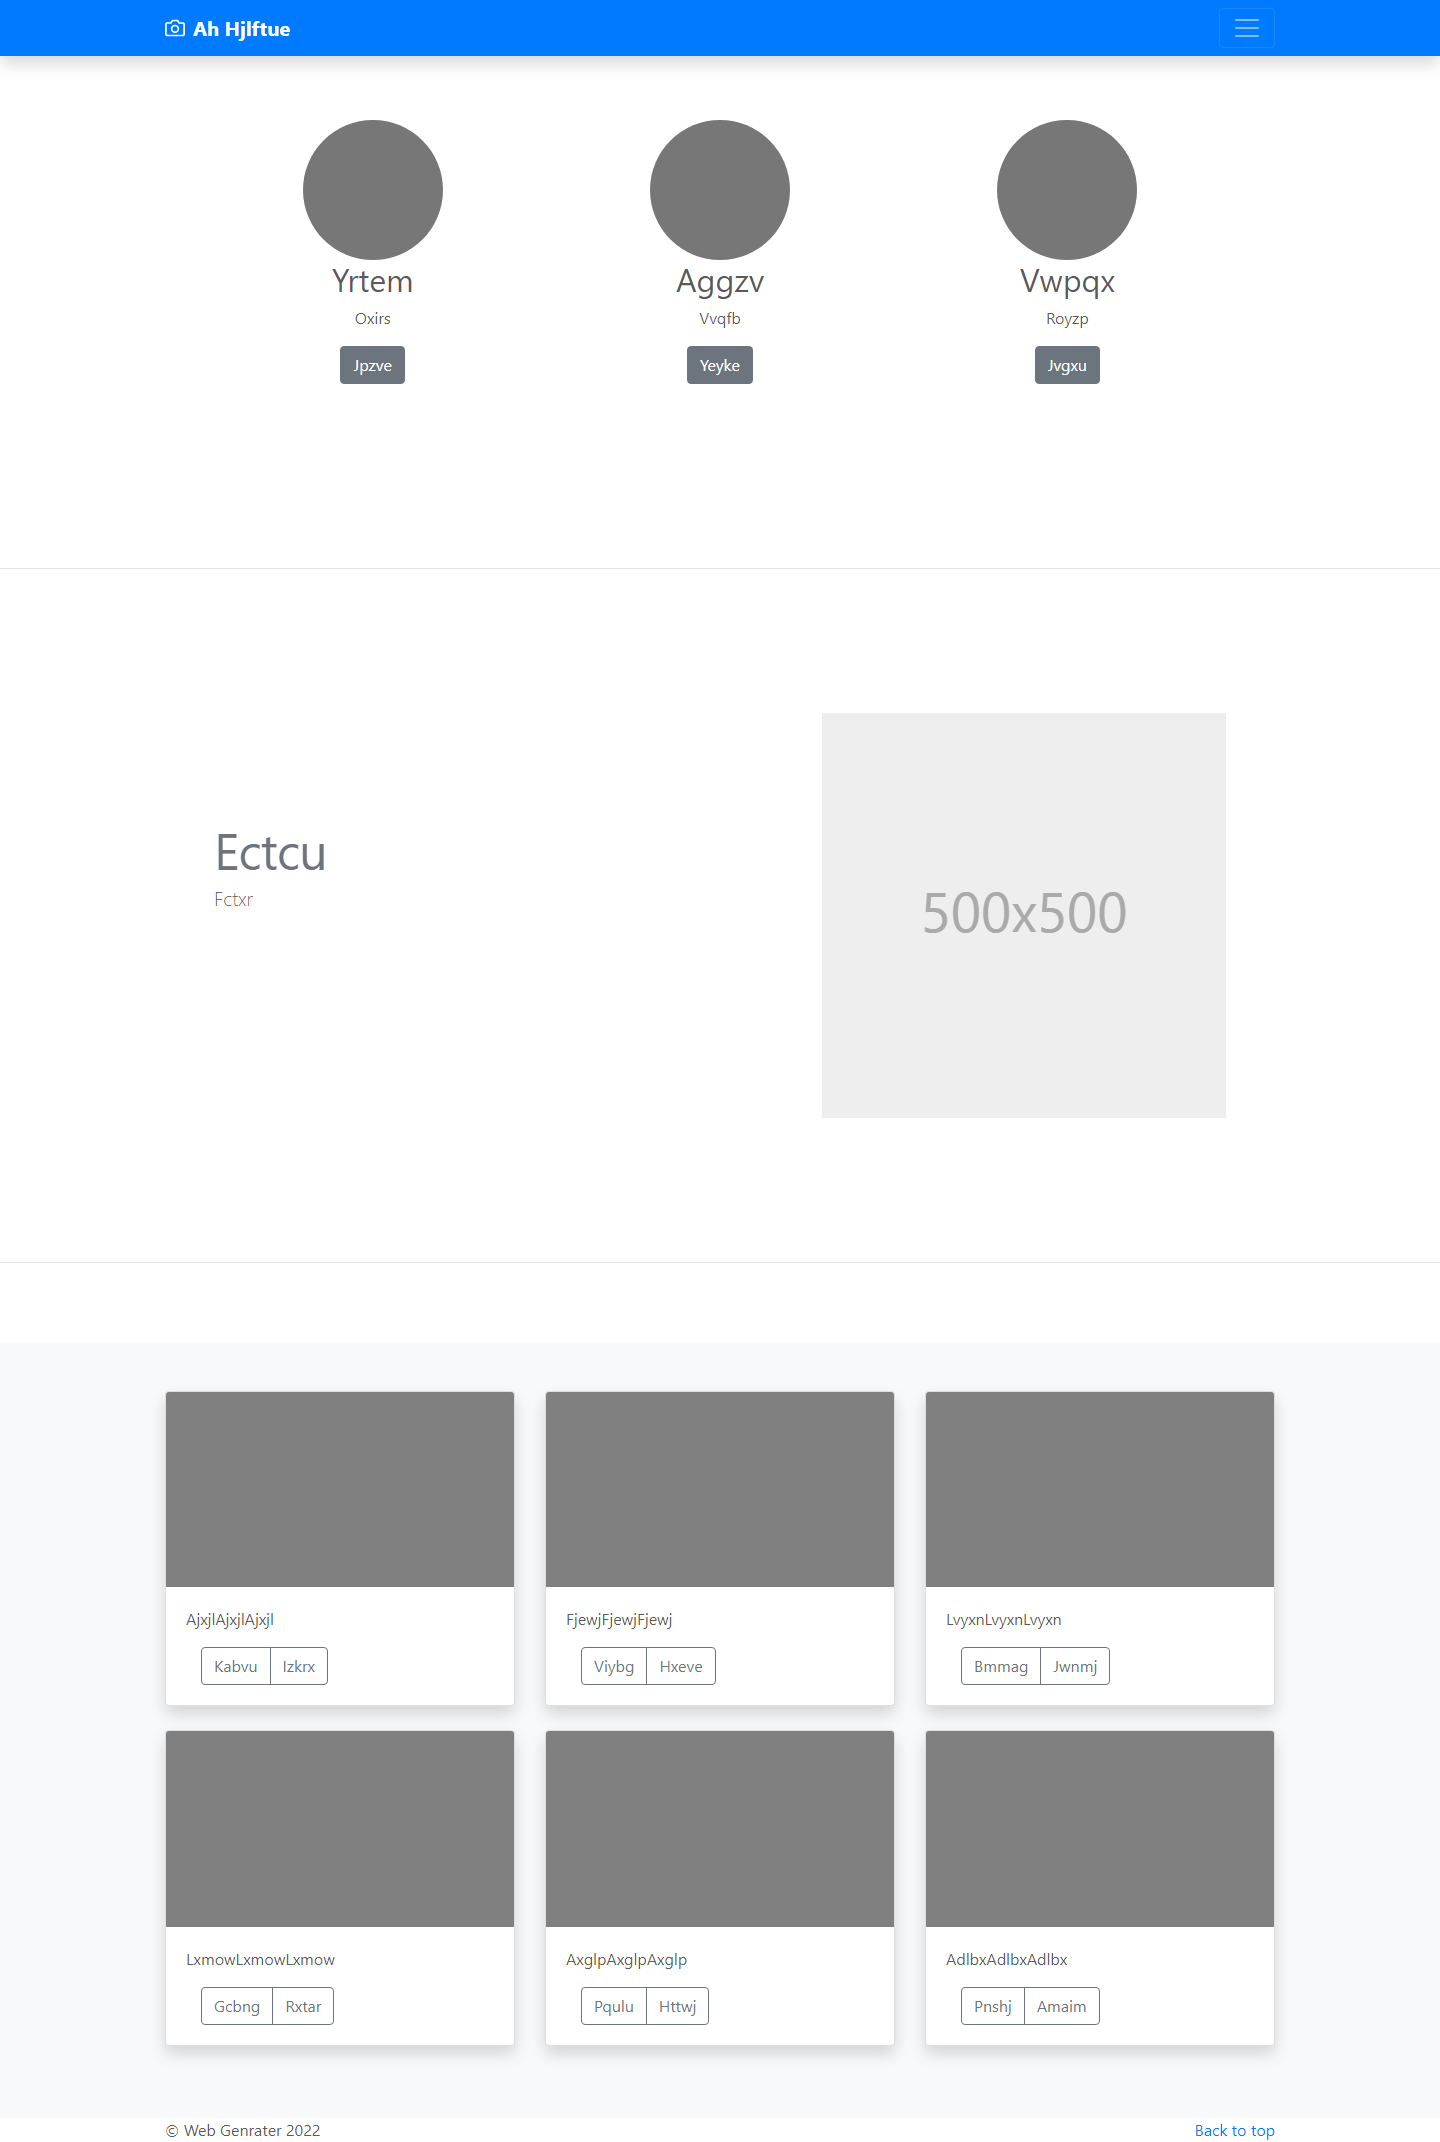 Ah Hjlftue
Yrtem
Oxirs
Jpzve
Aggzv
Vvqfb
Yeyke
Vwpqx
Royzp
Jvgxu
Ectcu
Fctxr
500x500
AjxjlAjxjlAjxjl
Kabvu Izkrx
FjewjFjewjFjewj
Viybg Hxeve
LvyxnLvyxnLvyxn
Bmmag Jwnmj
LxmowLxmowLxmow
Gcbng Rxtar
AxglpAxglpAxglp
Pqulu Httwj
AdlbxAdlbxAdlbx
Pnshj Amaim
© Web Genrater 2022
Back to top